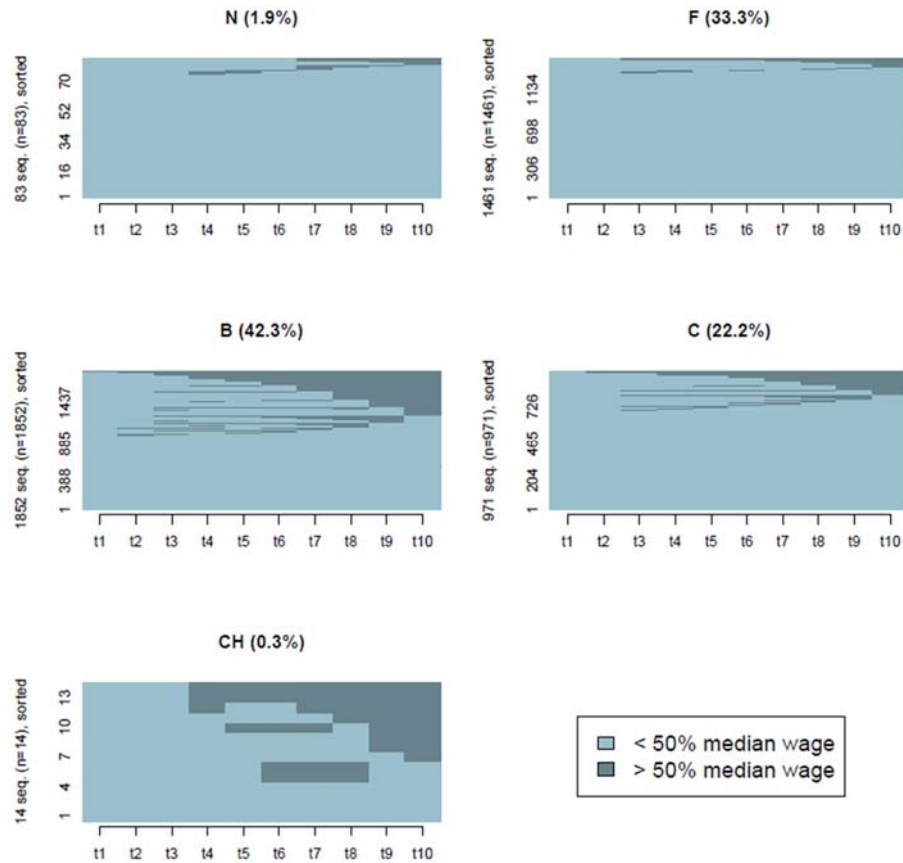 N (1.9%)
83 seq. (n=83), sorted
1 16 34 52 70
t1 t2 t3 t4 t5 t6 t7 t8 t9 t10
F (33.3%)
1461 seq. (n=1461), sorted
1 306 698 1134
t1 t2 t3 t4 t5 t6 t7 t8 t9 t10
B (42.3%)
1852 seq. (n=1852), sorted
1 388 885 1437
t1 t2 t3 t4 t5 t6 t7 t8 t9 t10
C (22.2%)
971 seq. (n=971), sorted
1 204 465 726
t1 t2 t3 t4 t5 t6 t7 t8 t9 t10
CH (0.3%)
14 seq. (n=14), sorted
1 4 7 10 13
t1 t2 t3 t4 t5 t6 t7 t8 t9 t10
< 50% median wage
> 50% median wage